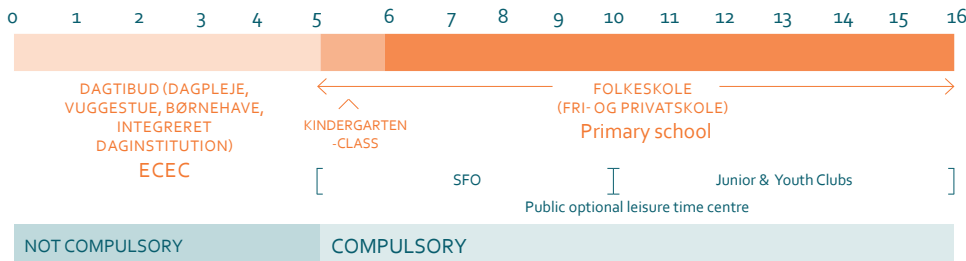 0 1 2 3 4 5 6 7 8 9 10 11 12 13 14 15 16
DAGTIBUD (DAGPLEJE,
VUGGESTUE, BØRNEHAVE,
INTEGRERET
DAGINSTITUTION)
ECEC
KINDERGARTEN
-CLASS
FOLKESKOLE
(FRI- OG PRIVATSKOLE)
Primary school
SFO
Junior & Youth Clubs
Public optional leisure time centre
NOT COMPULSORY
COMPULSORY